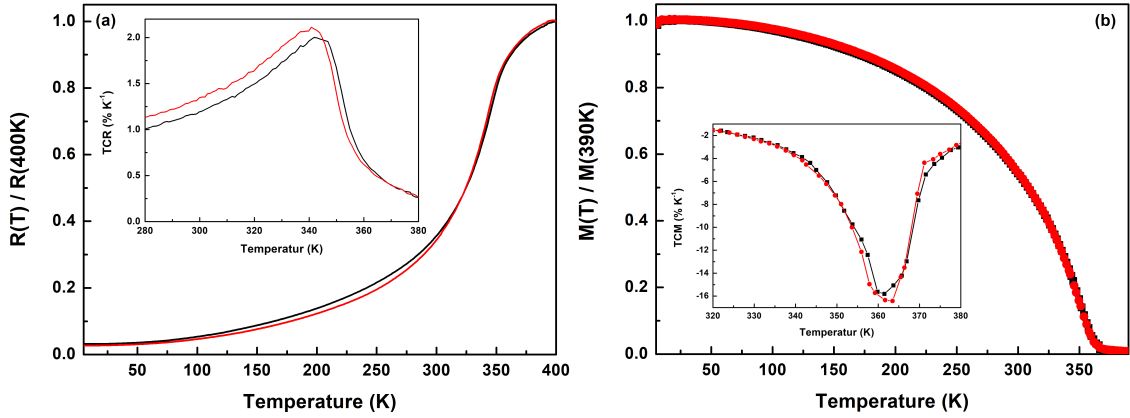 (a)
R(T) / R(400K)
1.0
0.8
0.6
0.4
0.2
0.0
50 100 150 200 250 300 350 400
Temperature (K)
TCR (% K⁻¹)
2.0
1.5
1.0
0.5
0.0
280 300 320 340 360 380
Temperatur (K)
(b)
M(T) / M(390K)
1.0
0.8
0.6
0.4
0.2
0.0
50 100 150 200 250 300 350
Temperature (K)
TCM (% K⁻¹)
-2
-4
-6
-8
-10
-12
-14
-16
320 330 340 350 360 370 380
Temperatur (K)